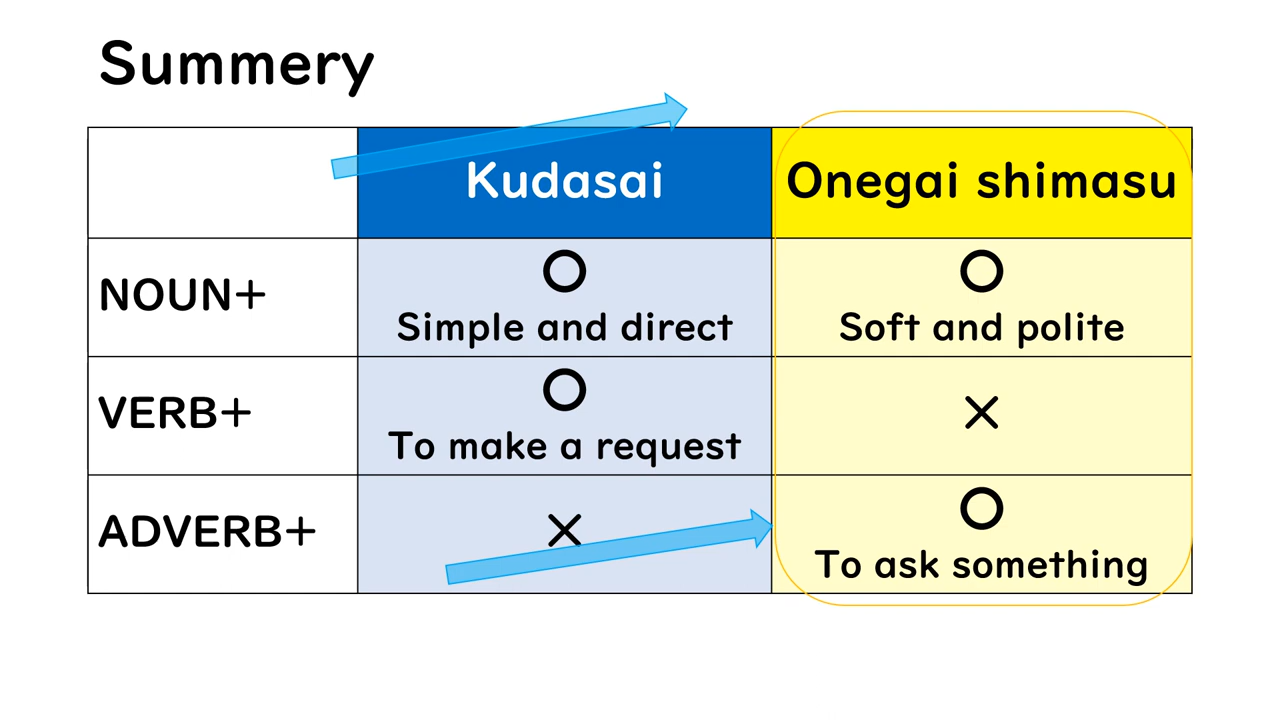 Summery
Kudasai
Onegai shimasu
NOUN+
○
Simple and direct
○
Soft and polite
VERB+
○
To make a request
×
ADVERB+
×
○
To ask something